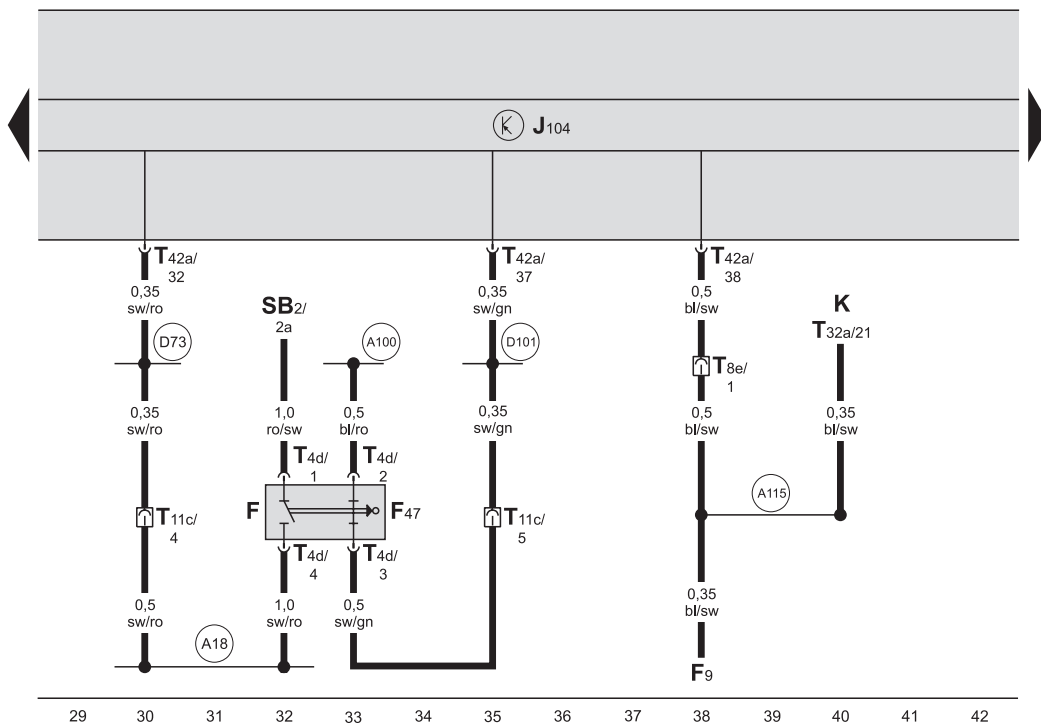 J104
T42a/
32
T42a/
37
T42a/
38
0,35
sw/ro
0,35
sw/gn
0,5
bl/sw
SB2/
2a
K
T32a/21
D73
A100
D101
T8e/
1
0,35
sw/ro
1,0
ro/sw
0,5
bl/ro
0,35
sw/gn
0,5
bl/sw
0,35
bl/sw
T4d/
1
T4d/
2
A115
T11c/
4
F
F47
T11c/
5
T4d/
4
T4d/
3
0,5
sw/ro
1,0
sw/ro
0,5
sw/gn
0,35
bl/sw
A18
F9
29 30 31 32 33 34 35 36 37 38 39 40 41 42